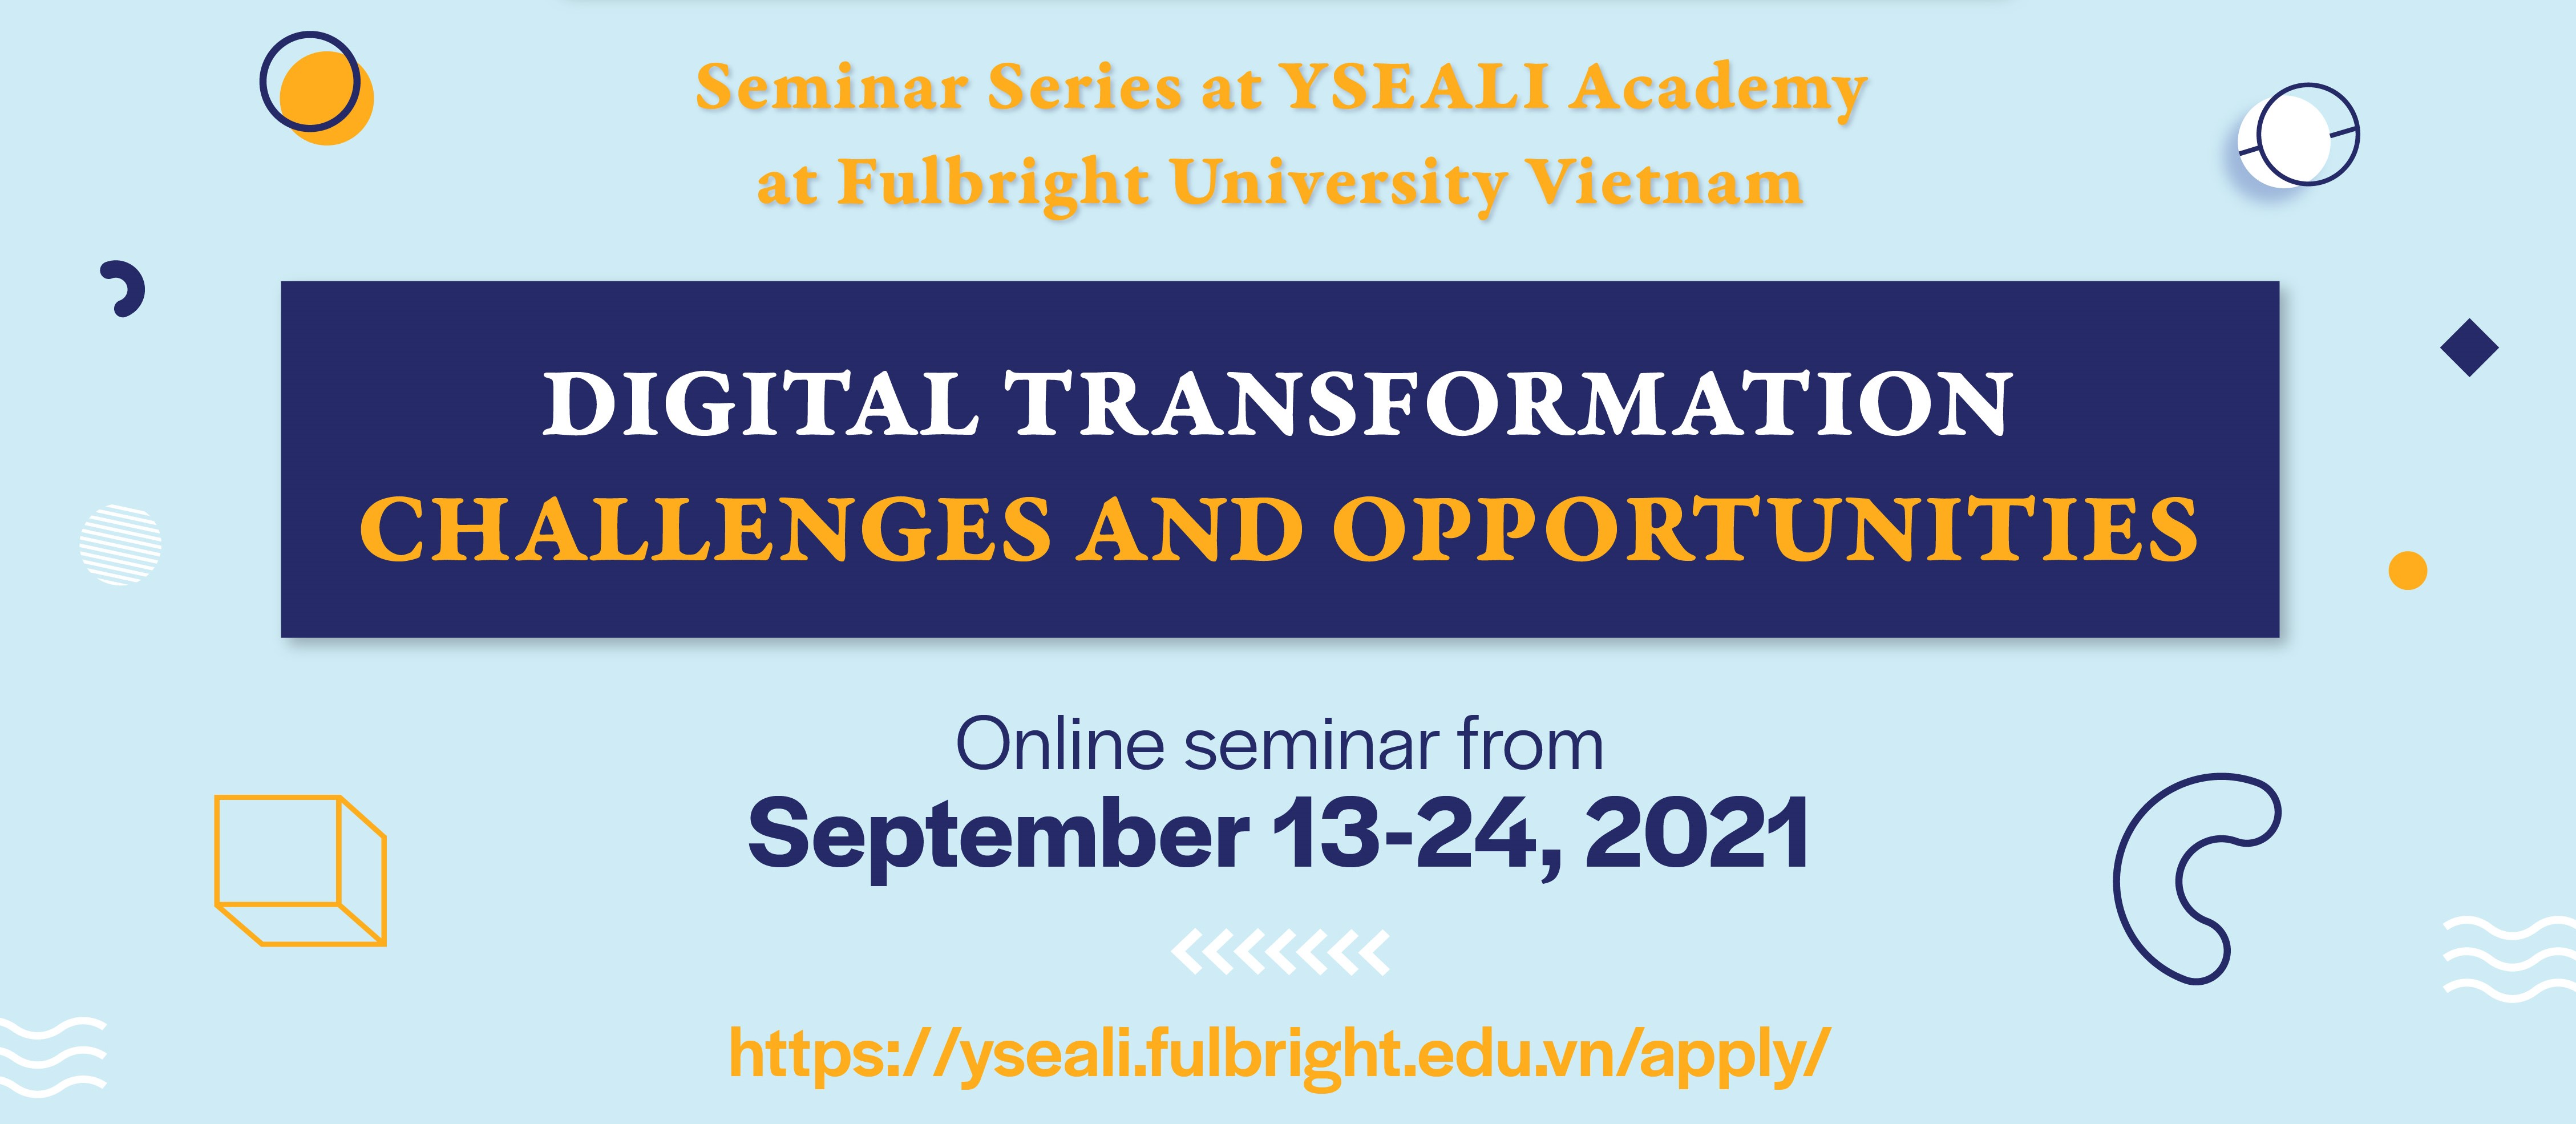 Seminar Series at YSEALI Academy
at Fulbright University Vietnam
DIGITAL TRANSFORMATION
CHALLENGES AND OPPORTUNITIES
Online seminar from
September 13-24, 2021
https://yseali.fulbright.edu.vn/apply/